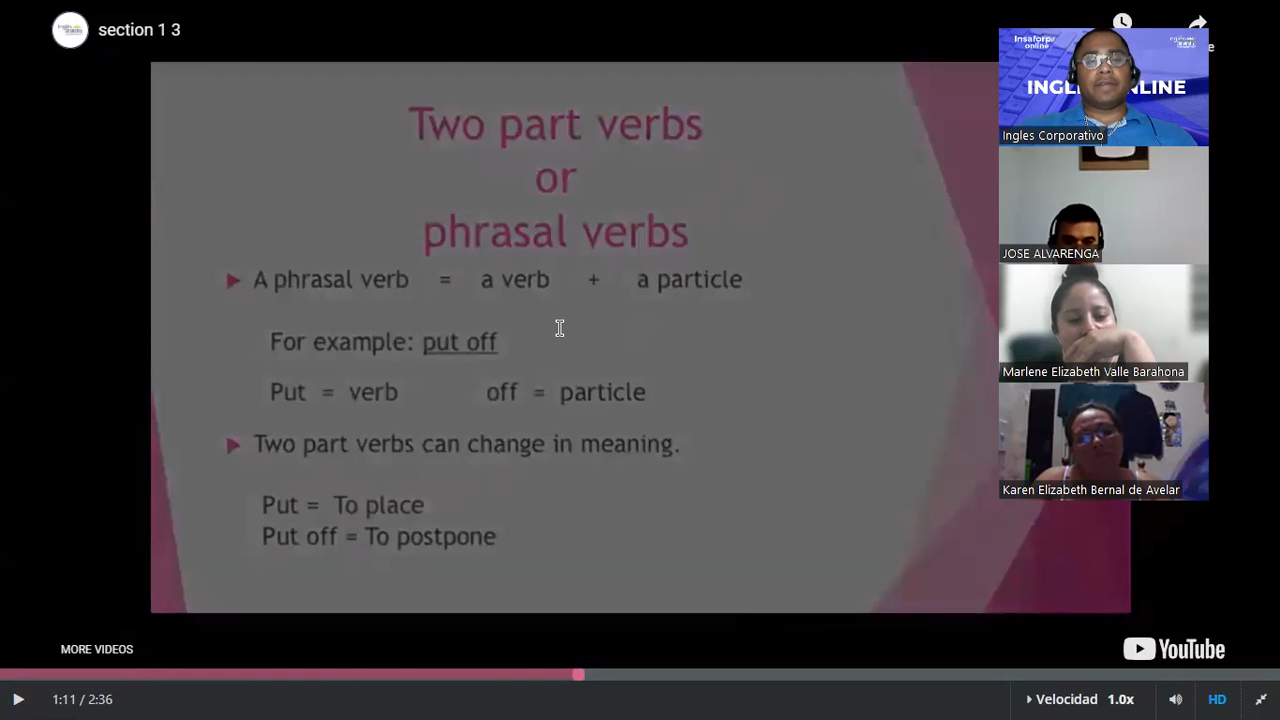 section 1 3
Two part verbs
or
phrasal verbs
A phrasal verb = a verb + a particle
For example: put off
Put = verb off = particle
Two part verbs can change in meaning.
Put = To place
Put off = To postpone
Insaforp
online
Ingles Corporativo
JOSE ALVARENGA
Marlene Elizabeth Valle Barahona
Karen Elizabeth Bernal de Avelar
MORE VIDEOS
YouTube
1:11 / 2:36
Velocidad 1.0x
HD